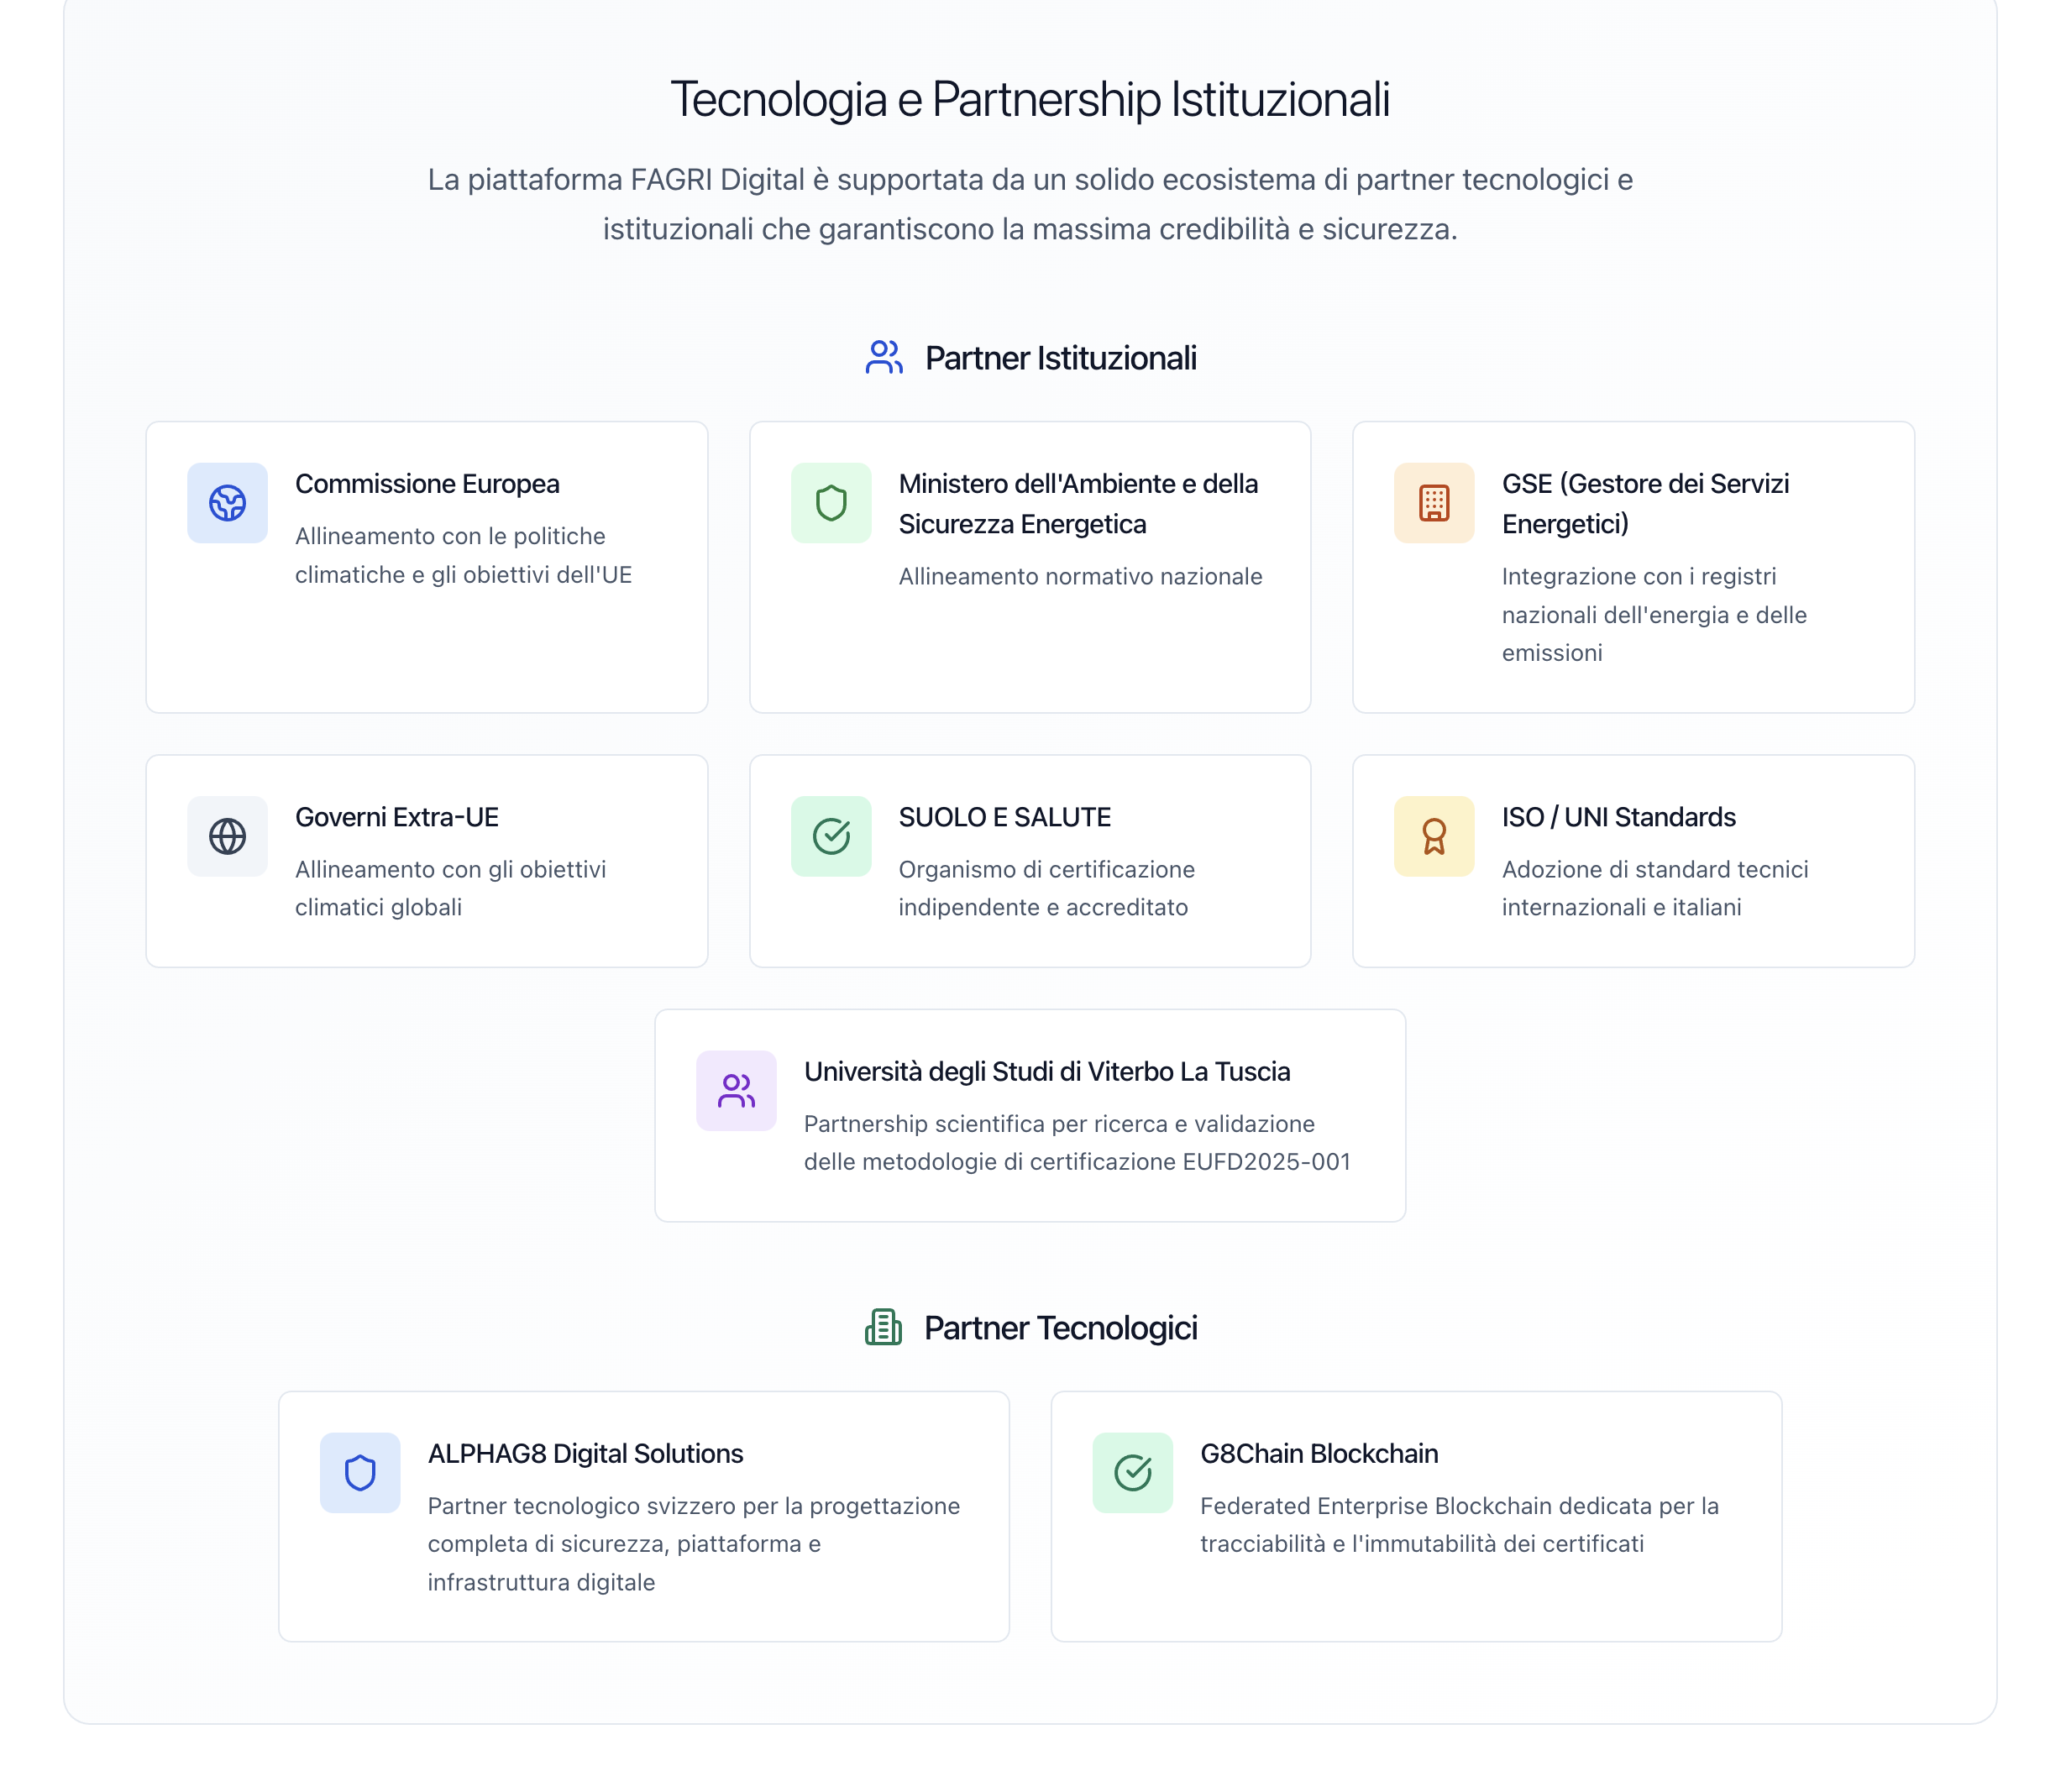 Tecnologia e Partnership Istituzionali
La piattaforma FAGRI Digital è supportata da un solido ecosistema di partner tecnologici e
istituzionali che garantiscono la massima credibilità e sicurezza.
Partner Istituzionali
Commissione Europea
Allineamento con le politiche
climatiche e gli obiettivi dell'UE
Ministero dell'Ambiente e della
Sicurezza Energetica
Allineamento normativo nazionale
GSE (Gestore dei Servizi
Energetici)
Integrazione con i registri
nazionali dell'energia e delle
emissioni
Governi Extra-UE
Allineamento con gli obiettivi
climatici globali
SUOLO E SALUTE
Organismo di certificazione
indipendente e accreditato
ISO / UNI Standards
Adozione di standard tecnici
internazionali e italiani
Università degli Studi di Viterbo La Tuscia
Partnership scientifica per ricerca e validazione
delle metodologie di certificazione EUFD2025-001
Partner Tecnologici
ALPHAG8 Digital Solutions
Partner tecnologico svizzero per la progettazione
completa di sicurezza, piattaforma e
infrastruttura digitale
G8Chain Blockchain
Federated Enterprise Blockchain dedicata per la
tracciabilità e l'immutabilità dei certificati